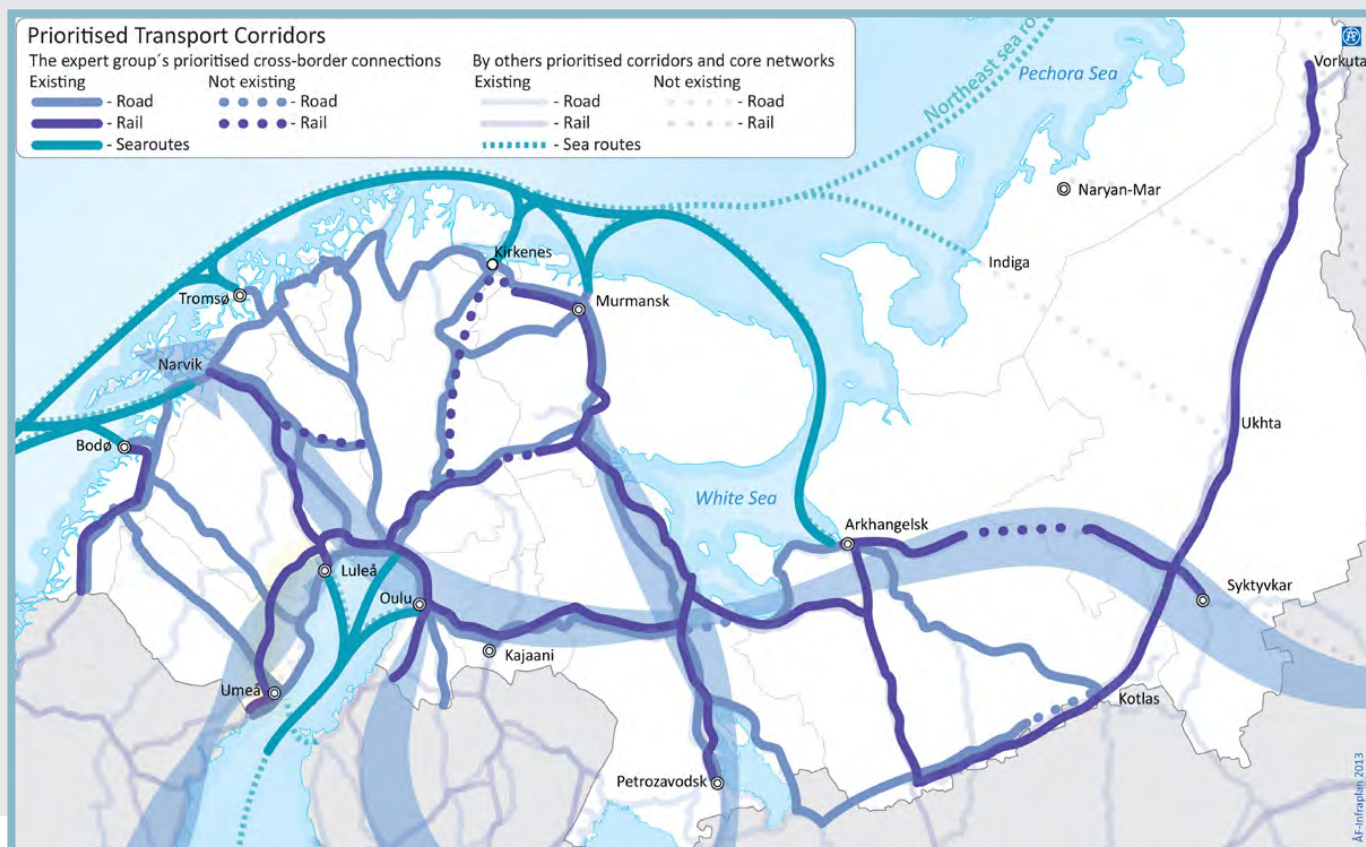 Prioritised Transport Corridors
The expert group´s prioritised cross-border connections
Existing
Not existing
- Road
- Road
- Rail
- Rail
- Searoutes
By others prioritised corridors and core networks
Existing
Not existing
- Road
- Road
- Rail
- Rail
- Sea routes
Northeast sea ro
Pechora Sea
Vorkuta
Naryan-Mar
Indiga
Kirkenes
Tromsø
Murmansk
Narvik
Ukhta
Bodø
White Sea
Arkhangelsk
Luleå
Oulu
Syktyvkar
Kajaani
Umeå
Kotlas
Petrozavodsk
ÅF-Infraplan 2013